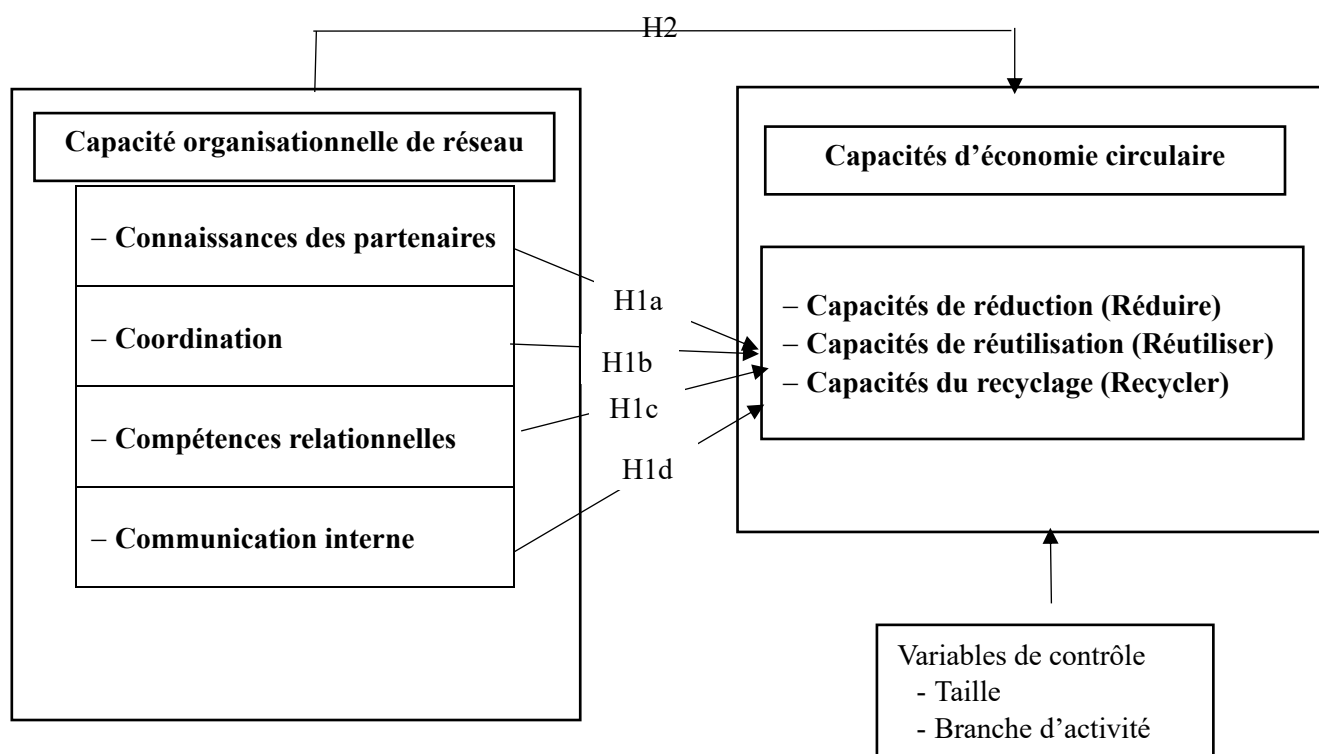 H2
Capacité organisationnelle de réseau
– Connaissances des partenaires
– Coordination
– Compétences relationnelles
– Communication interne
H1a
H1b
H1c
H1d
Capacités d’économie circulaire
– Capacités de réduction (Réduire)
– Capacités de réutilisation (Réutiliser)
– Capacités du recyclage (Recycler)
Variables de contrôle
- Taille
- Branche d’activité